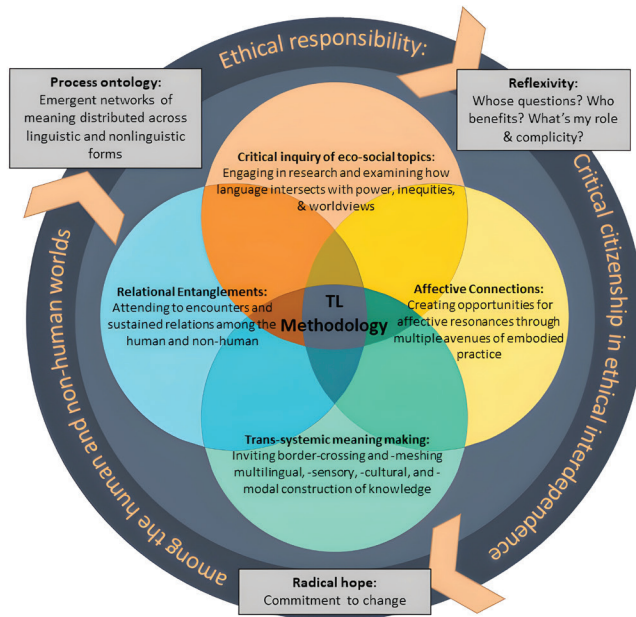 Ethical responsibility:
Process ontology:
Emergent networks of
meaning distributed across
linguistic and nonlinguistic
forms
Reflexivity:
Whose questions? Who
benefits? What's my role
& complicity?
Critical inquiry of eco-social topics:
Engaging in research and examining how
language intersects with power, inequities,
& worldviews
Critical citizenship in ethical interdependence
among the human and non-human worlds
Relational Entanglements:
Attending to encounters and
sustained relations among the
human and non-human
TL
Methodology
Affective Connections:
Creating opportunities for
affective resonances through
multiple avenues of embodied
practice
Trans-systemic meaning making:
Inviting border-crossing and -meshing
multilingual, -sensory, -cultural, and -
modal construction of knowledge
Radical hope:
Commitment to change